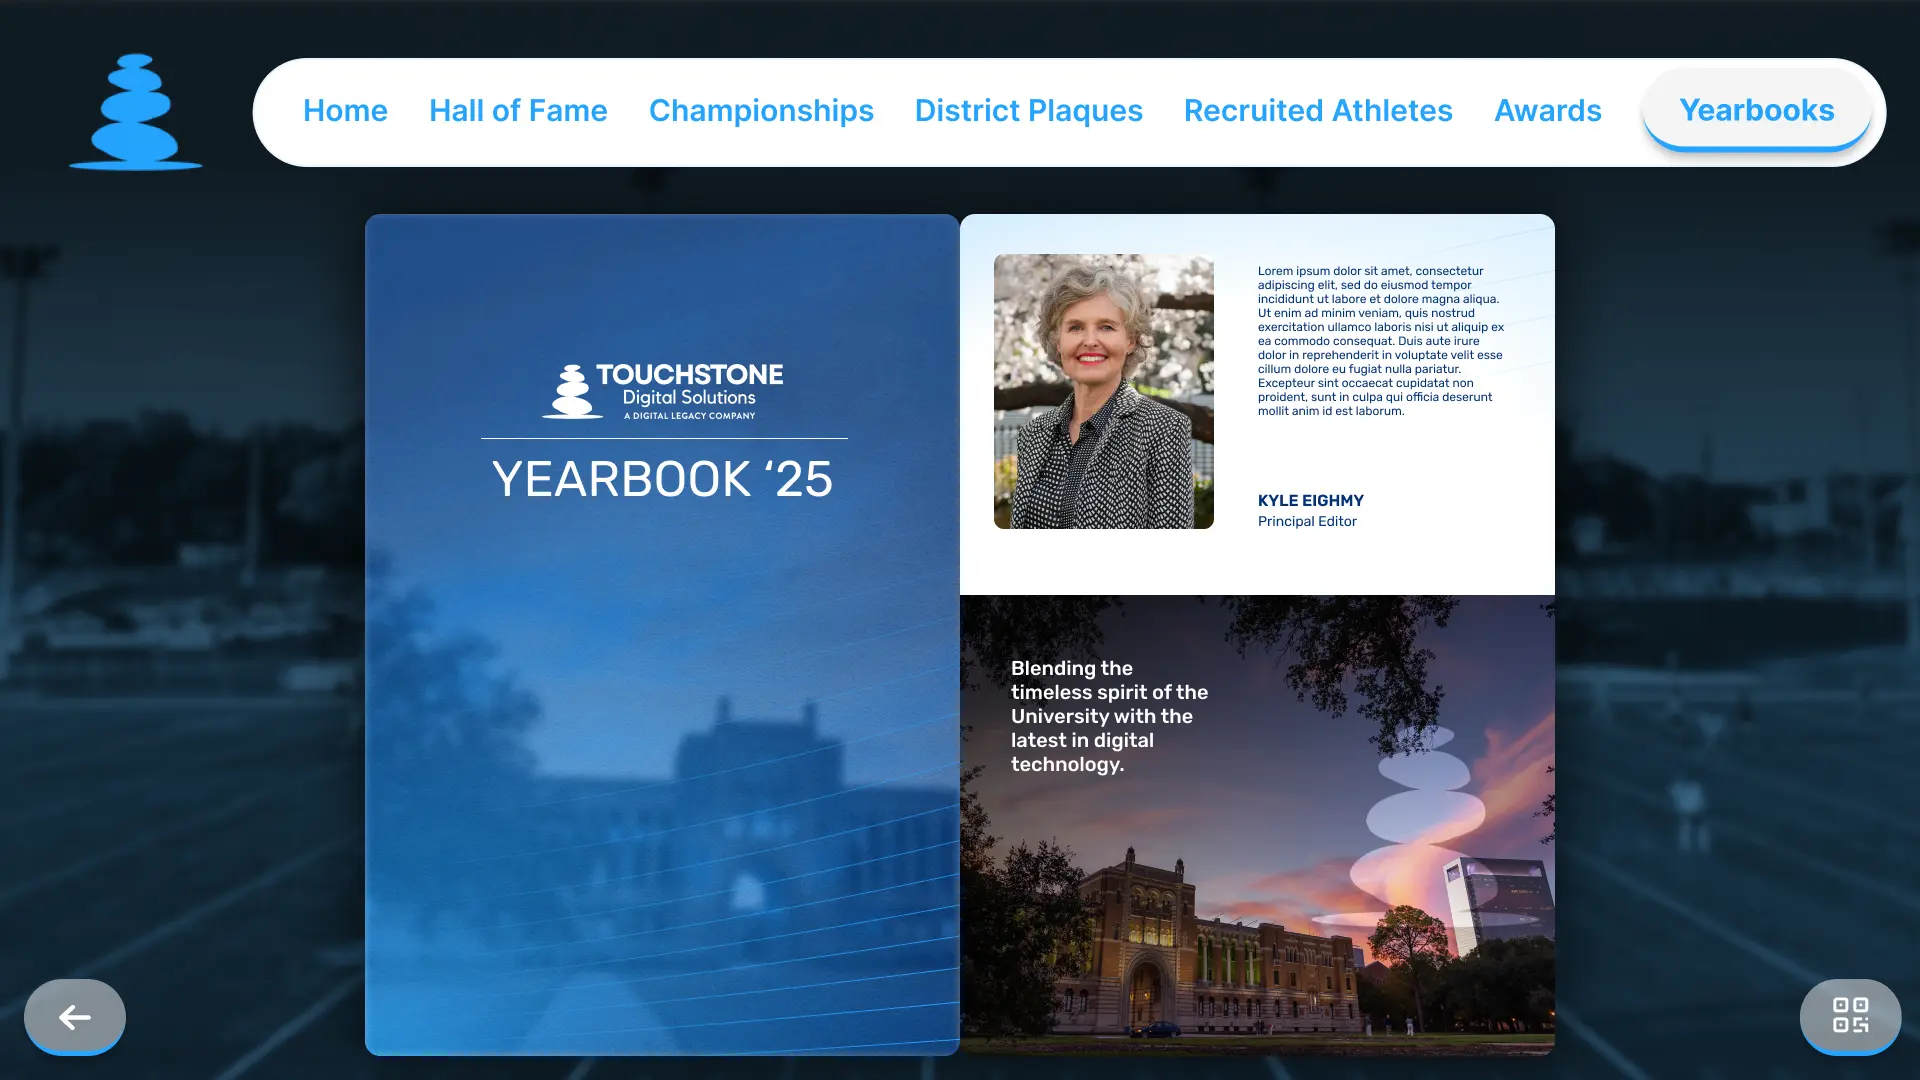 Home Hall of Fame Championships District Plaques Recruited Athletes Awards Yearbooks
TOUCHSTONE
Digital Solutions
A DIGITAL LEGACY COMPANY
YEARBOOK ‘25
Lorem ipsum dolor sit amet, consectetur
adipiscing elit, sed do eiusmod tempor
incididunt ut labore et dolore magna aliqua.
Ut enim ad minim veniam, quis nostrud
exercitation ullamco laboris nisi ut aliquip ex
ea commodo consequat. Duis aute irure
dolor in reprehenderit in voluptate velit esse
cillum dolore eu fugiat nulla pariatur.
Excepteur sint occaecat cupidatat non
proident, sunt in culpa qui officia deserunt
mollit anim id est laborum.
KYLE EIGHMY
Principal Editor
Blending the
timeless spirit of the
University with the
latest in digital
technology.